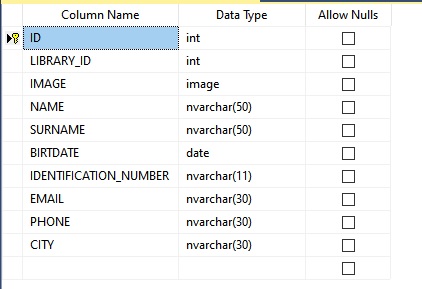 Column Name Data Type Allow Nulls
ID int
LIBRARY_ID int
IMAGE image
NAME nvarchar(50)
SURNAME nvarchar(50)
BIRTDATE date
IDENTIFICATION_NUMBER nvarchar(11)
EMAIL nvarchar(30)
PHONE nvarchar(30)
CITY nvarchar(30)